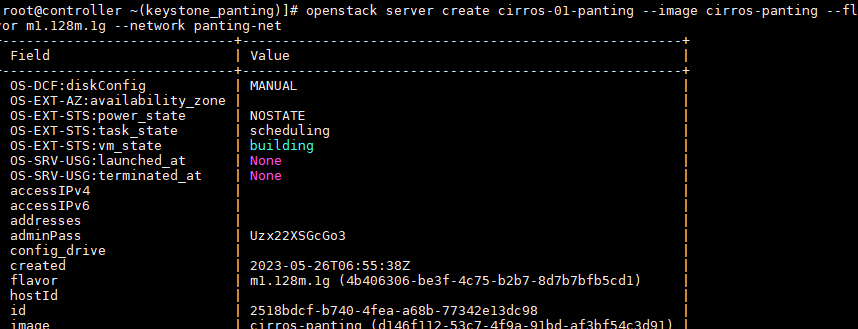 root@controller ~(keystone_panting)]# openstack server create cirros-01-panting --image cirros-panting --fl
vor m1.128m.1g --network panting-net
-----------------------------+------------------------------------------------------+
Field | Value |
-----------------------------+------------------------------------------------------+
OS-DCF:diskConfig | MANUAL |
OS-EXT-AZ:availability_zone | |
OS-EXT-STS:power_state | NOSTATE |
OS-EXT-STS:task_state | scheduling |
OS-EXT-STS:vm_state | building |
OS-SRV-USG:launched_at | None |
OS-SRV-USG:terminated_at | None |
accessIPv4 | |
accessIPv6 | |
addresses | |
adminPass | Uzx22XSGcGo3 |
config_drive | |
created | 2023-05-26T06:55:38Z |
flavor | m1.128m.1g (4b406306-be3f-4c75-b2b7-8d7b7bfb5cd1) |
hostId | |
id | 2518bdcf-b740-4fea-a68b-77342e13dc98 |
image | cirros-panting (d146f112-53c7-4f9a-91bd-af3bf54c3d91) |